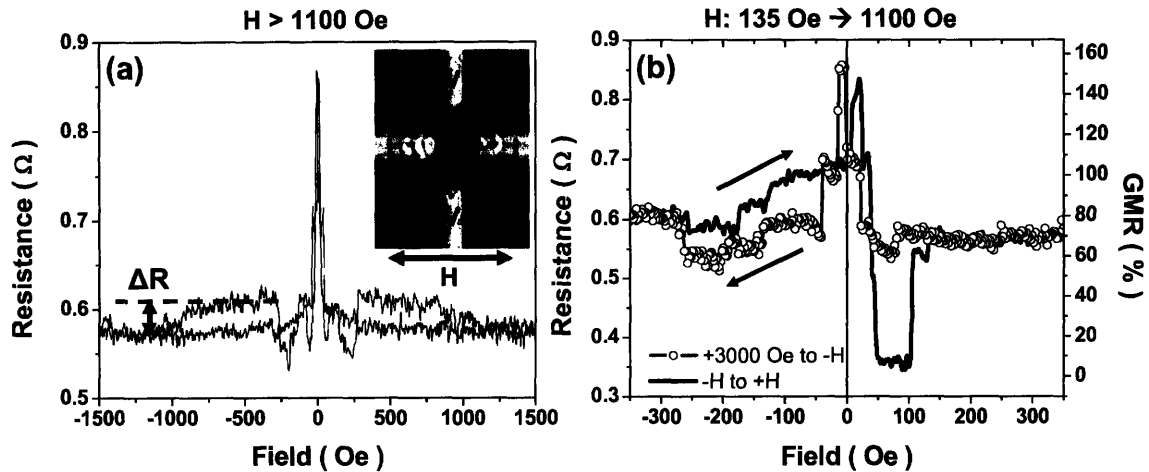 H > 1100 Oe
(a)
0.9
0.8
0.7
0.6
0.5
Resistance ( Ω )
ΔR
H
-1500 -1000 -500 0 500 1000 1500
Field ( Oe )
H: 135 Oe → 1100 Oe
(b)
0.9
0.8
0.7
0.6
0.5
0.4
0.3
Resistance ( Ω )
160
140
120
100
80
60
40
20
0
GMR ( % )
+3000 Oe to -H
-H to +H
-300 -200 -100 0 100 200 300
Field ( Oe )